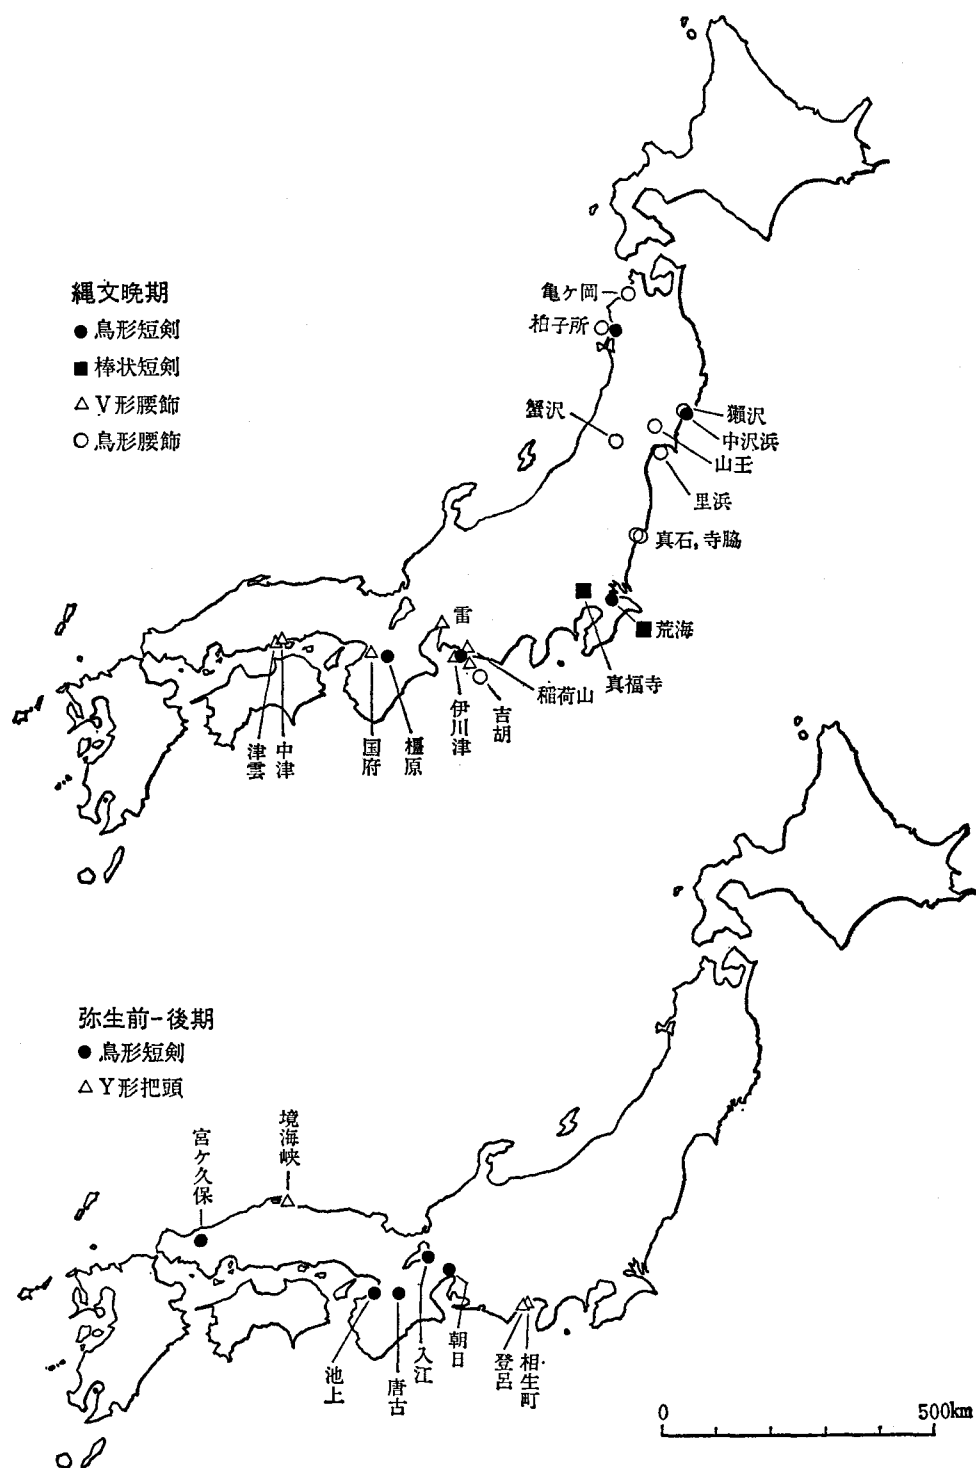 縄文晩期
●鳥形短剣
■棒状短剣
△V形腰飾
○鳥形腰飾
亀ケ岡
柏子所
蟹沢
獺沢
中沢浜
山王
里浜
真石,寺脇
荒海
真福寺
雷
稲荷山
吉胡
伊川津
橿原
国府
中津
津雲
弥生前-後期
●鳥形短剣
△Y形把頭
境海峡
宮ケ久保
池上
唐古
入江
朝日
登呂
相生町
0 500km